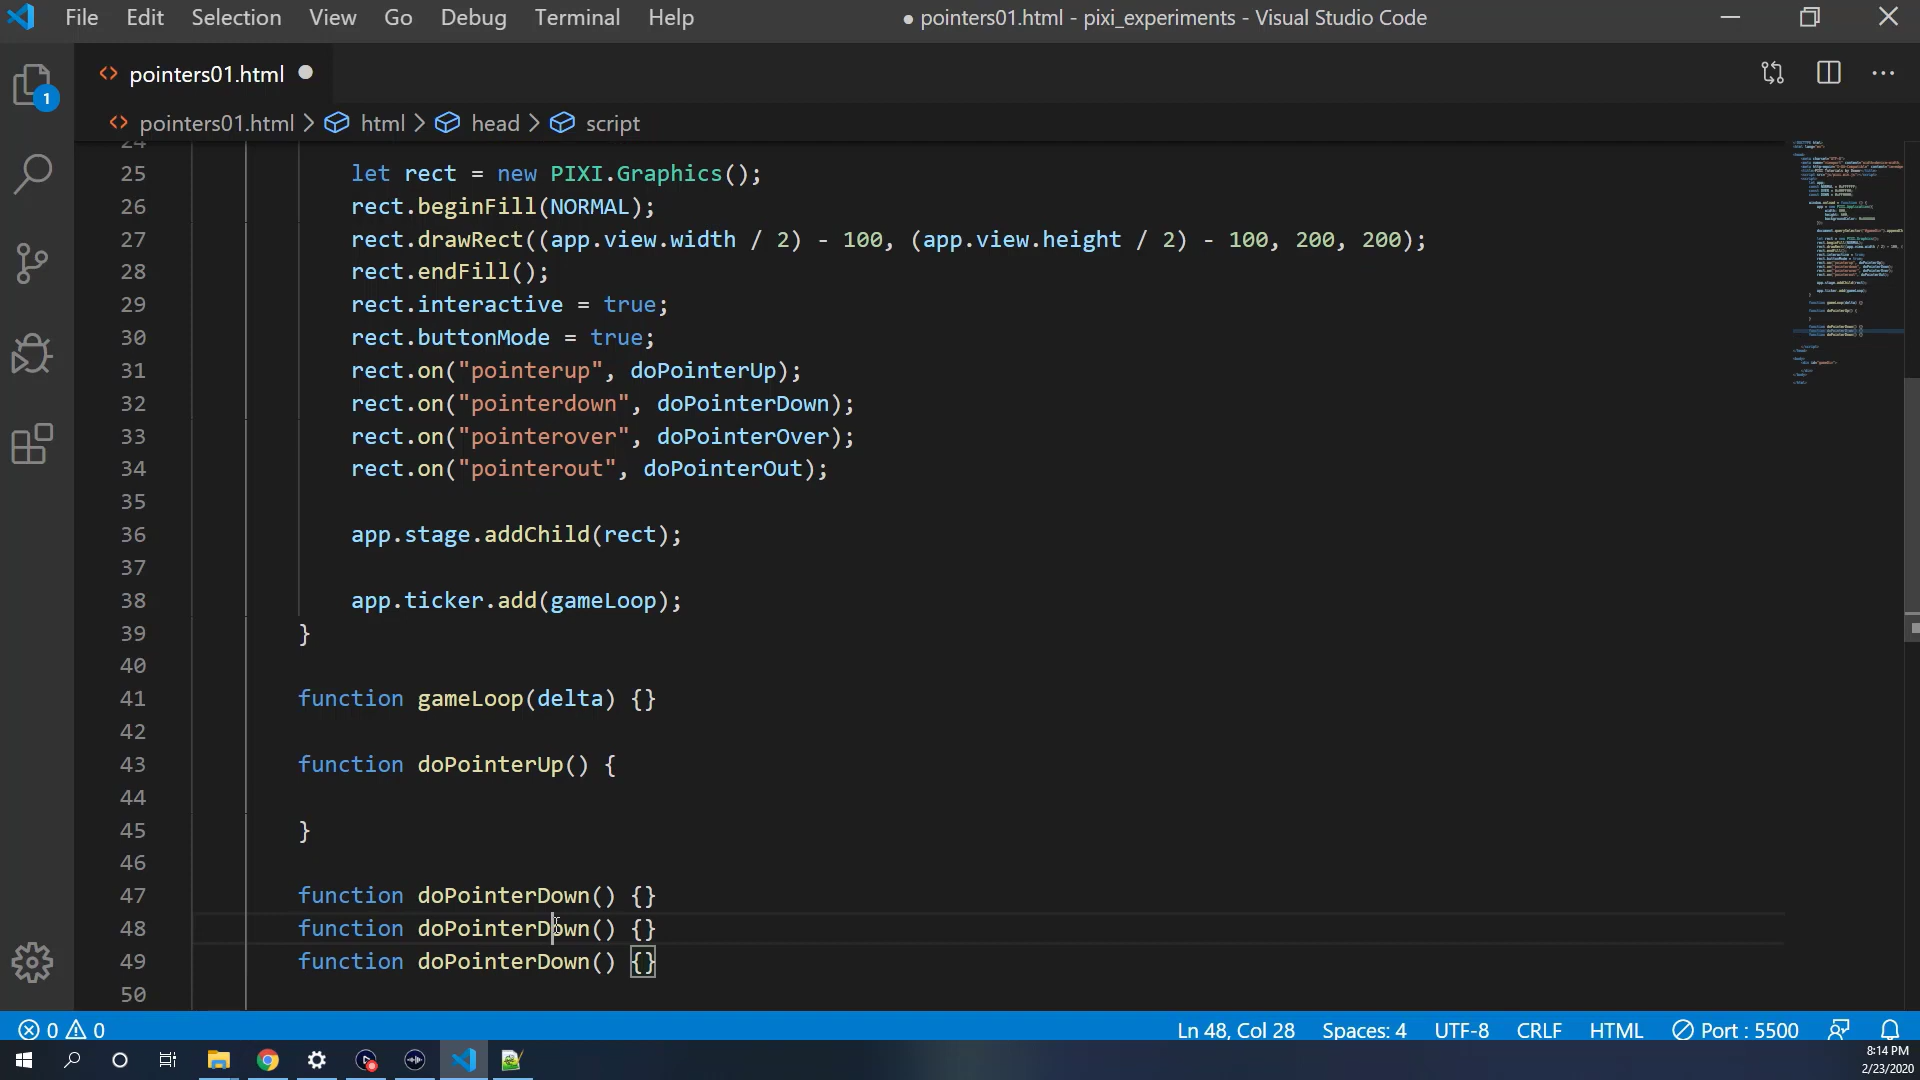 File Edit Selection View Go Debug Terminal Help
● pointers01.html - pixi_experiments - Visual Studio Code
<> pointers01.html ●
1
<> pointers01.html > html > head > script
24
25 let rect = new PIXI.Graphics();
26 rect.beginFill(NORMAL);
27 rect.drawRect((app.view.width / 2) - 100, (app.view.height / 2) - 100, 200, 200);
28 rect.endFill();
29 rect.interactive = true;
30 rect.buttonMode = true;
31 rect.on("pointerup", doPointerUp);
32 rect.on("pointerdown", doPointerDown);
33 rect.on("pointerover", doPointerOver);
34 rect.on("pointerout", doPointerOut);
35
36 app.stage.addChild(rect);
37
38 app.ticker.add(gameLoop);
39 }
40
41 function gameLoop(delta) {}
42
43 function doPointerUp() {
44
45 }
46
47 function doPointerDown() {}
48 function doPointerDown() {}
49 function doPointerDown() {}
50
0 0 Ln 48, Col 28 Spaces: 4 UTF-8 CRLF HTML Port : 5500
8:14 PM
2/23/2020